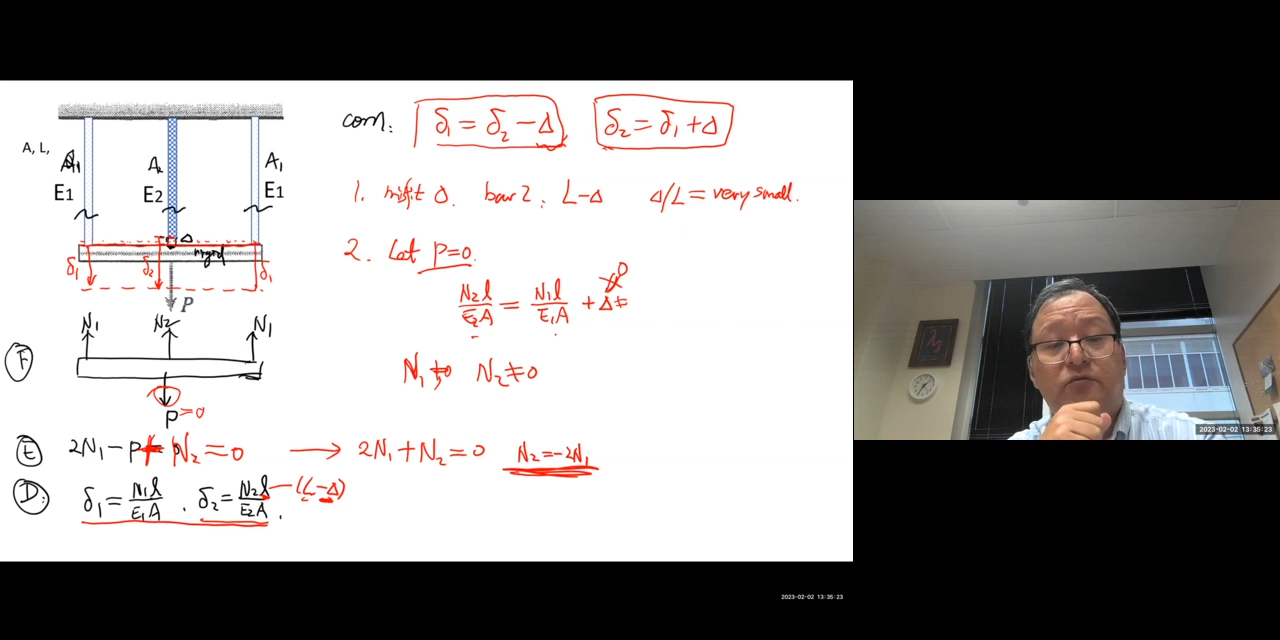 com: δ₁ = δ₂ − Δ, δ₂ = δ₁ + Δ
A, L,
A₁ A₂ A₁
E1 E2 E1
Δ
rigid
δ₁ δ₂ δ₁
P
1. misfit Δ. bar 2: L−Δ Δ/L = very small.
2. Let P=0.
N₂l/E₂A = N₁l/E₁A + Δ
N₁≠0 N₂≠0
N₁ N₂ N₁
F
P=0
E 2N₁ − P + N₂ = 0 → 2N₁ + N₂ = 0 N₂ = −2N₁
D: δ₁ = N₁l/E₁A . δ₂ = N₂l/E₂A . (L−Δ)
2023-02-02 13:35:23
2023-02-02 13:35:23